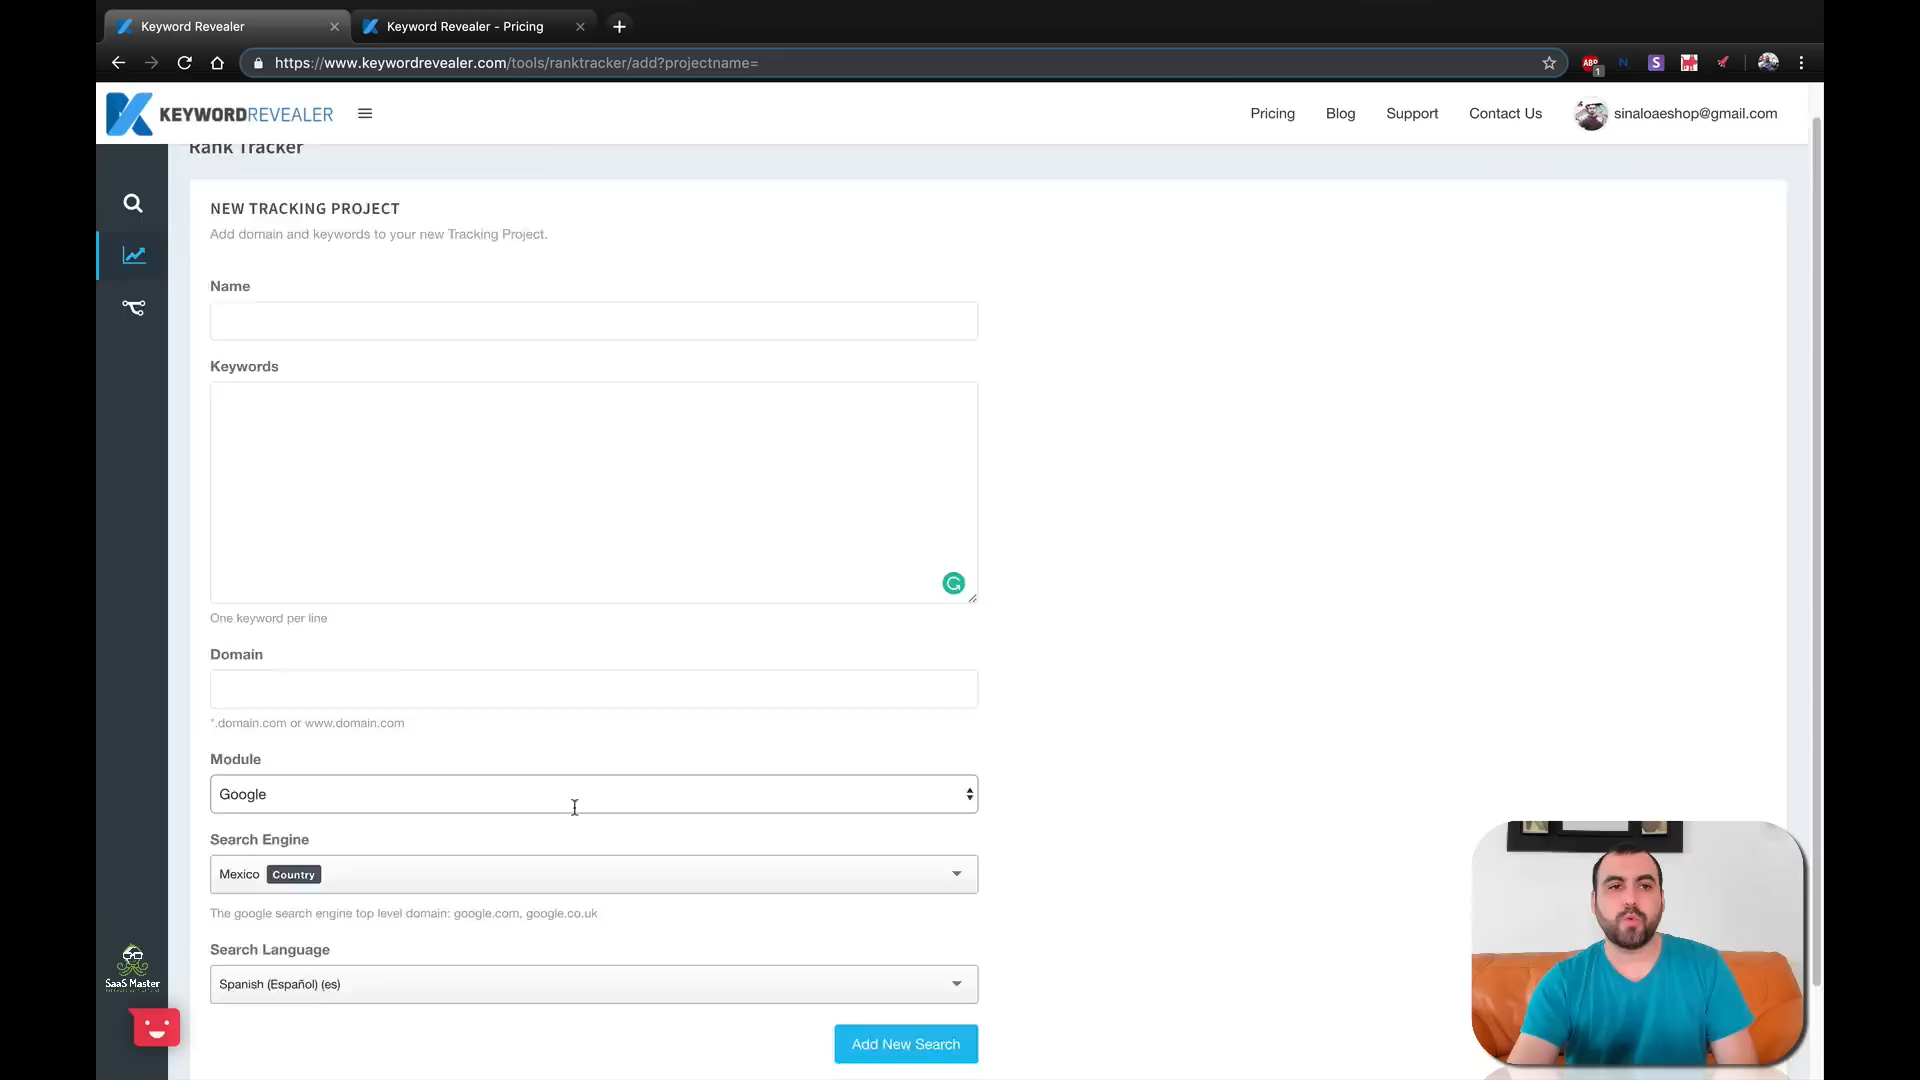 Keyword Revealer
Keyword Revealer - Pricing
https://www.keywordrevealer.com/tools/ranktracker/add?projectname=
ABP
1
N
S
KEYWORDREVEALER
Pricing
Blog
Support
Contact Us
sinaloaeshop@gmail.com
Rank Tracker
NEW TRACKING PROJECT
Add domain and keywords to your new Tracking Project.
Name
Keywords
One keyword per line
Domain
*.domain.com or www.domain.com
Module
Google
Search Engine
Mexico Country
The google search engine top level domain: google.com, google.co.uk
Search Language
Spanish (Español) (es)
Add New Search
SaaS Master